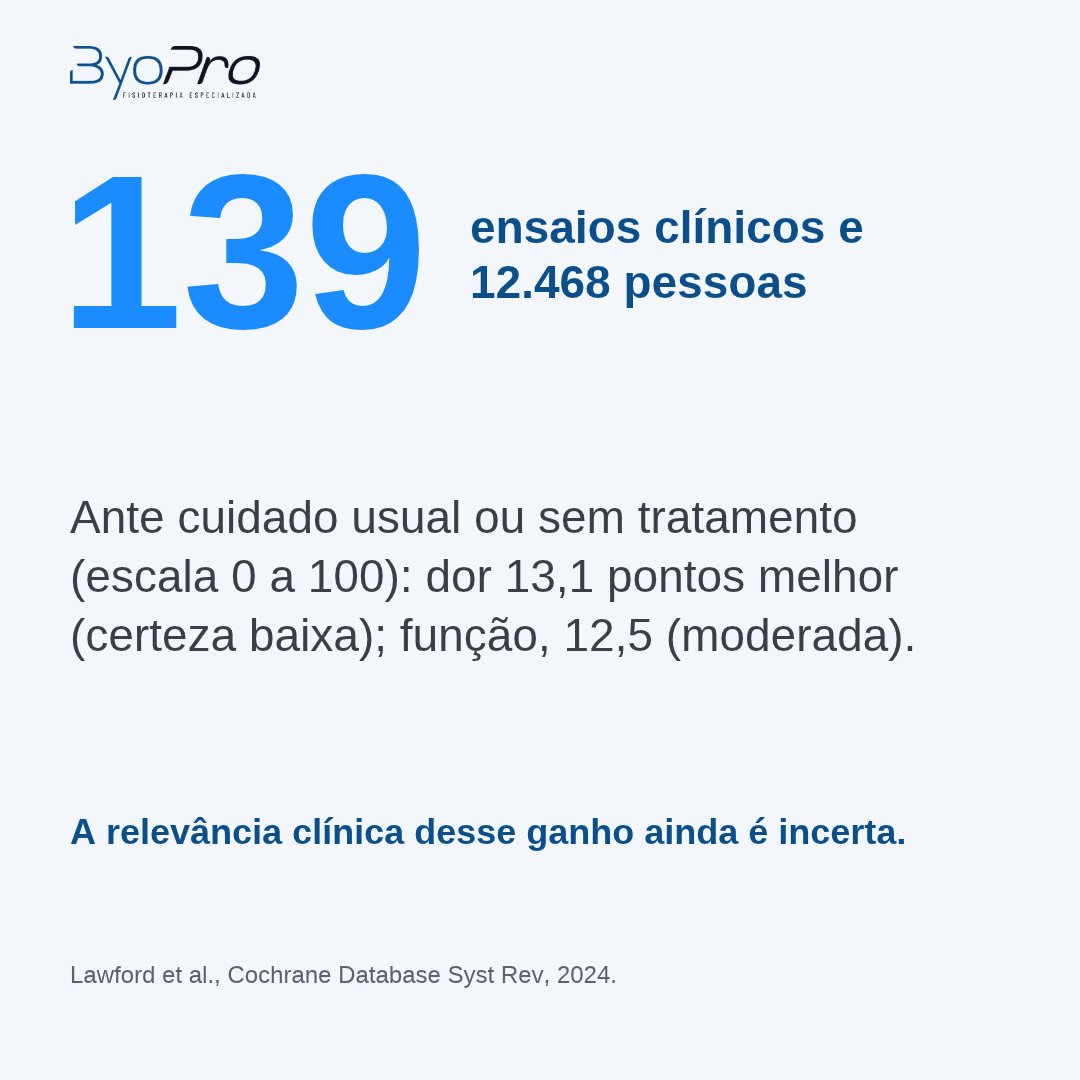 ByoPro
FISIOTERAPIA ESPECIALIZADA
139
ensaios clínicos e
12.468 pessoas
Ante cuidado usual ou sem tratamento
(escala 0 a 100): dor 13,1 pontos melhor
(certeza baixa); função, 12,5 (moderada).
A relevância clínica desse ganho ainda é incerta.
Lawford et al., Cochrane Database Syst Rev, 2024.